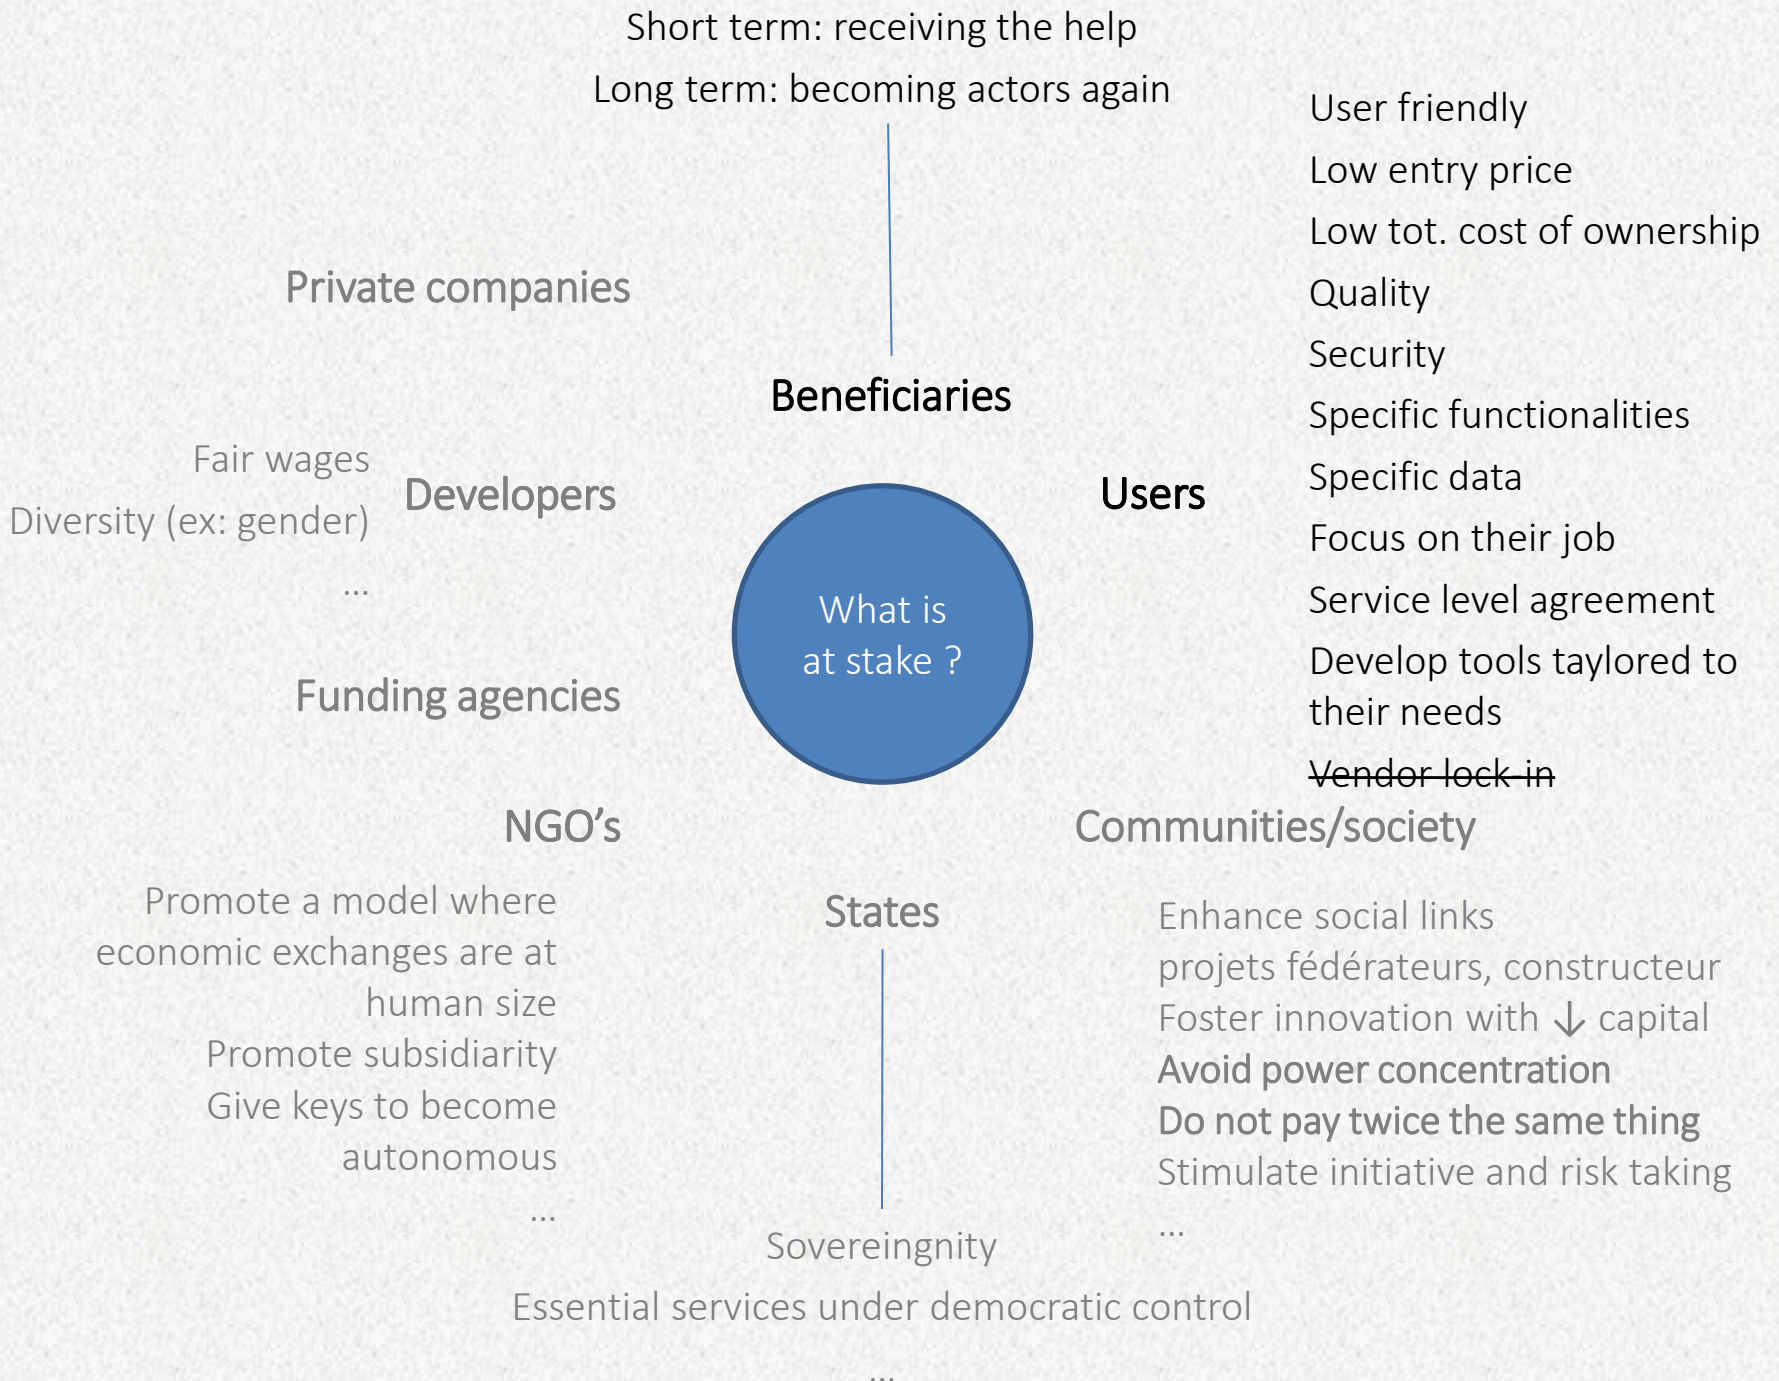 Short term: receiving the help
Long term: becoming actors again
User friendly
Low entry price
Low tot. cost of ownership
Quality
Security
Specific functionalities
Specific data
Focus on their job
Service level agreement
Develop tools taylored to
their needs
Vendor lock-in
Private companies
Beneficiaries
Fair wages
Diversity (ex: gender)
...
Developers
Users
What is
at stake ?
Funding agencies
NGO’s
Communities/society
Promote a model where
economic exchanges are at
human size
Promote subsidiarity
Give keys to become
autonomous
...
States
Enhance social links
projets fédérateurs, constructeur
Foster innovation with ↓ capital
Avoid power concentration
Do not pay twice the same thing
Stimulate initiative and risk taking
...
Sovereingnity
Essential services under democratic control
...